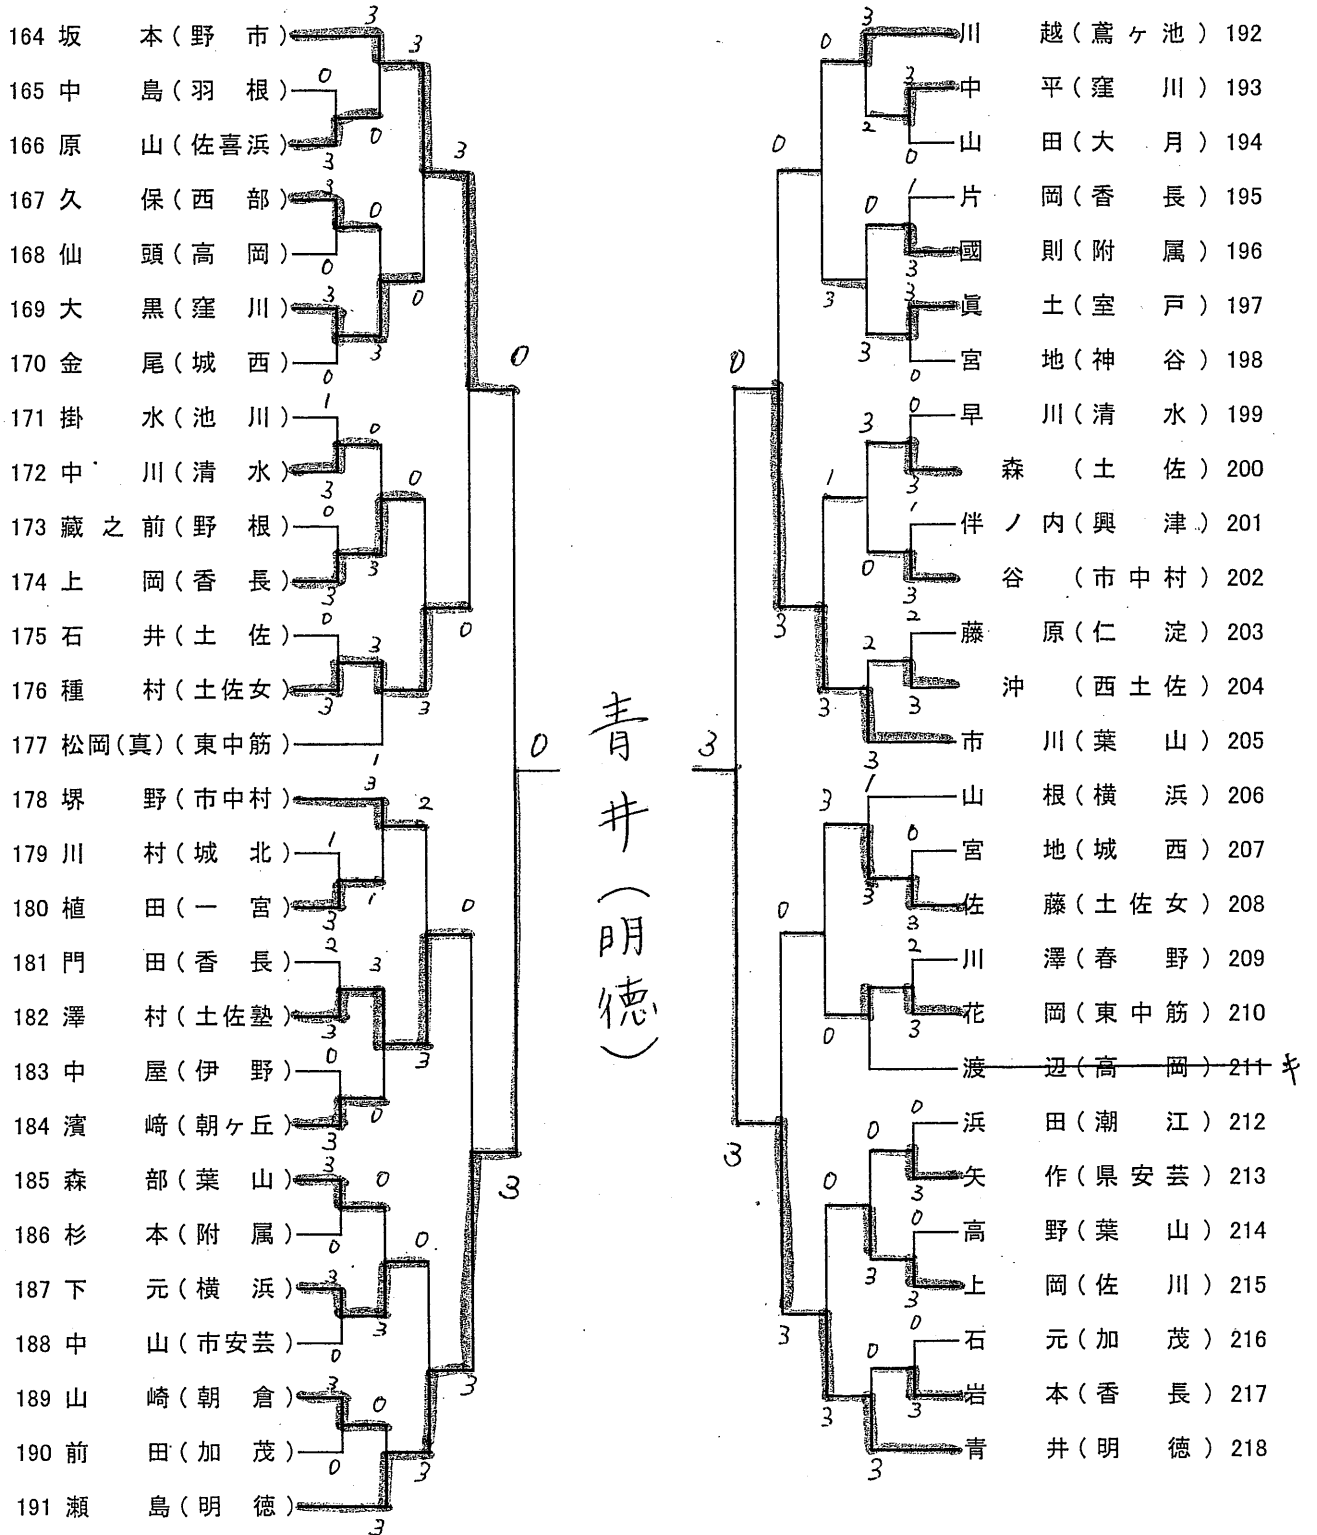 164 坂 本(野 市)
165 中 島(羽 根)
166 原 山(佐喜浜)
167 久 保(西 部)
168 仙 頭(高 岡)
169 大 黒(窪 川)
170 金 尾(城 西)
171 掛 水(池 川)
172 中 川(清 水)
173 藏 之 前(野 根)
174 上 岡(香 長)
175 石 井(土 佐)
176 種 村(土佐女)
177 松岡(真)(東中筋)
178 堺 野(市中村)
179 川 村(城 北)
180 植 田(一 宮)
181 門 田(香 長)
182 澤 村(土佐塾)
183 中 屋(伊 野)
184 濱 﨑(朝ヶ丘)
185 森 部(葉 山)
186 杉 本(附 属)
187 下 元(横 浜)
188 中 山(市安芸)
189 山 崎(朝 倉)
190 前 田(加 茂)
191 瀬 島(明 徳)
青井(明徳)
川 越(鳶ヶ池)192
中 平(窪 川)193
山 田(大 月)194
片 岡(香 長)195
國 則(附 属)196
眞 土(室 戸)197
宮 地(神 谷)198
早 川(清 水)199
森 (土 佐)200
伴 ノ 内(興 津)201
谷 (市中村)202
藤 原(仁 淀)203
沖 (西土佐)204
市 川(葉 山)205
山 根(横 浜)206
宮 地(城 西)207
佐 藤(土佐女)208
川 澤(春 野)209
花 岡(東中筋)210
渡 辺(高 岡)211 キ
浜 田(潮 江)212
矢 作(県安芸)213
高 野(葉 山)214
上 岡(佐 川)215
石 元(加 茂)216
岩 本(香 長)217
青 井(明 徳)218